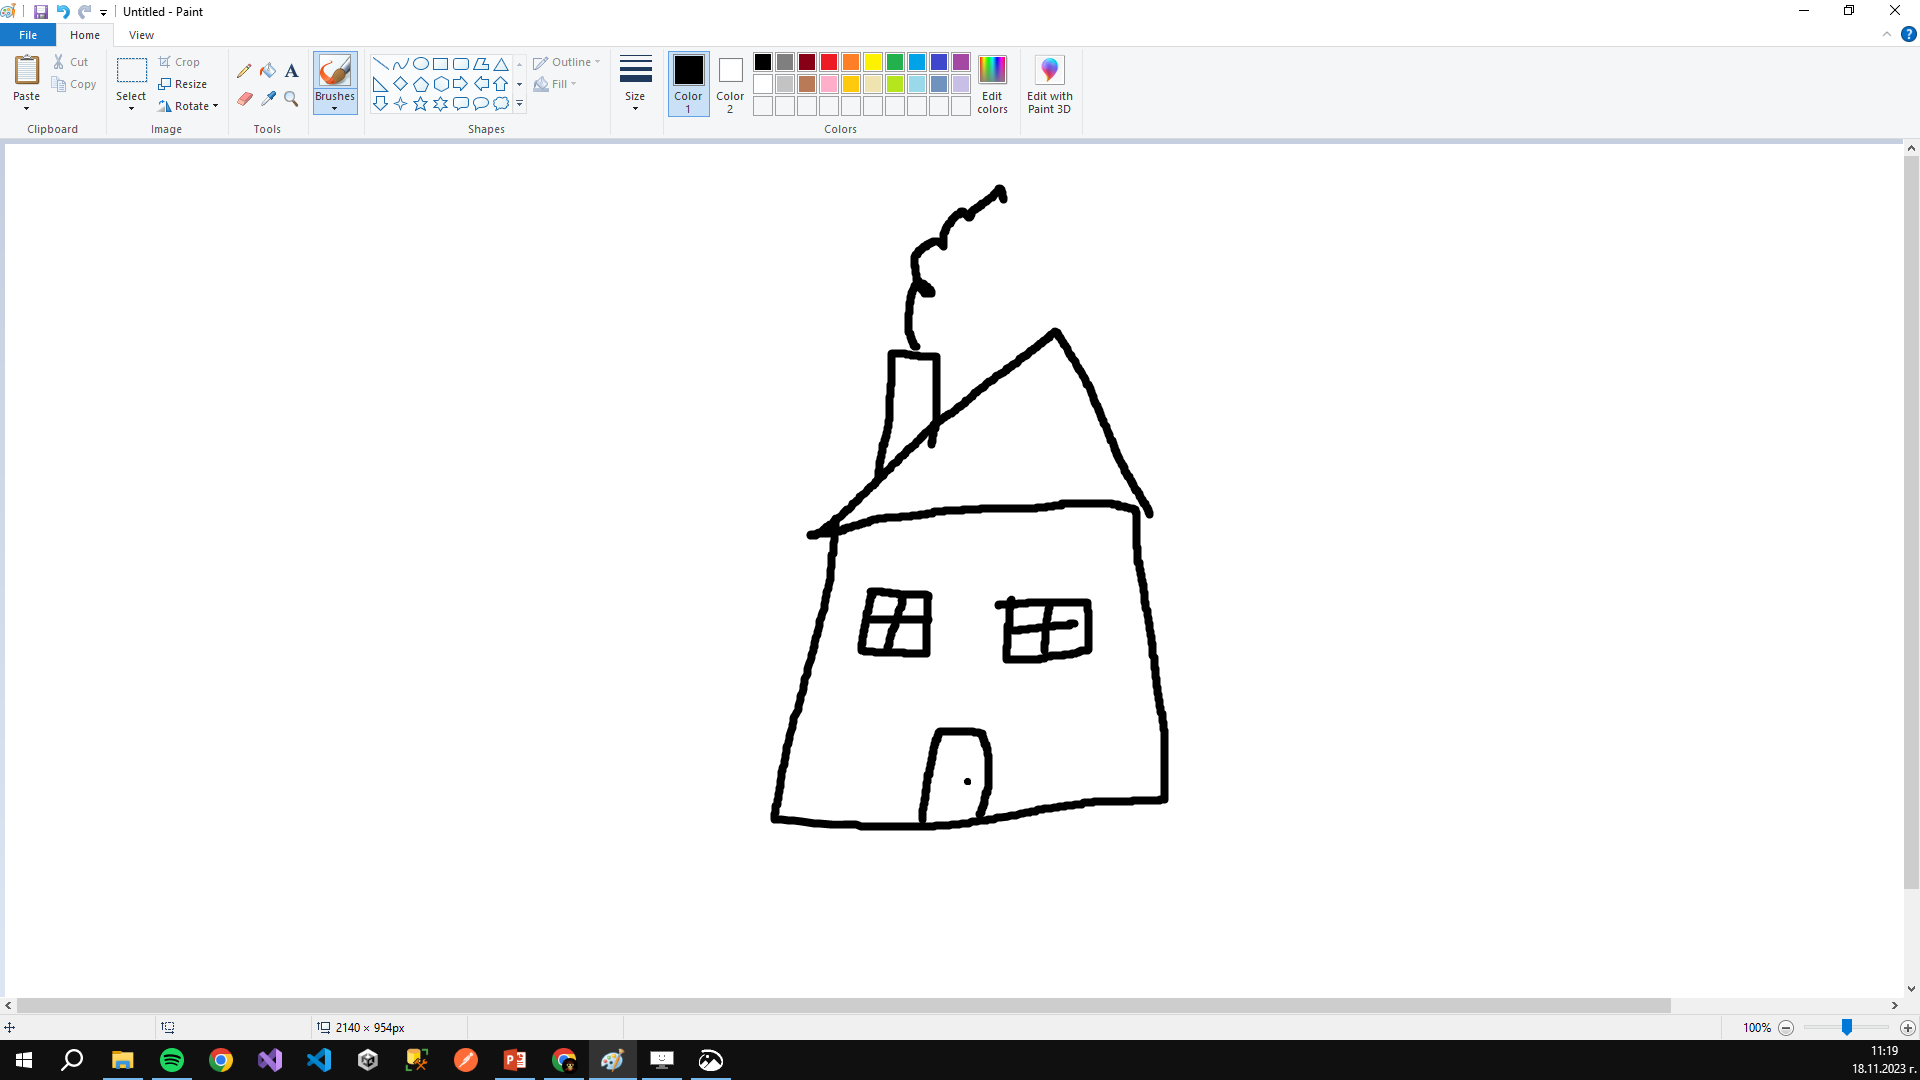 Untitled - Paint
File Home View
Paste
Cut
Copy
Clipboard
Select
Crop
Resize
Rotate
Image
A
Tools
Brushes
Shapes
Outline
Fill
Size
Color 1
Color 2
Colors
Edit colors
Edit with Paint 3D
?
2140 × 954px
100%
11:19
18.11.2023 г.